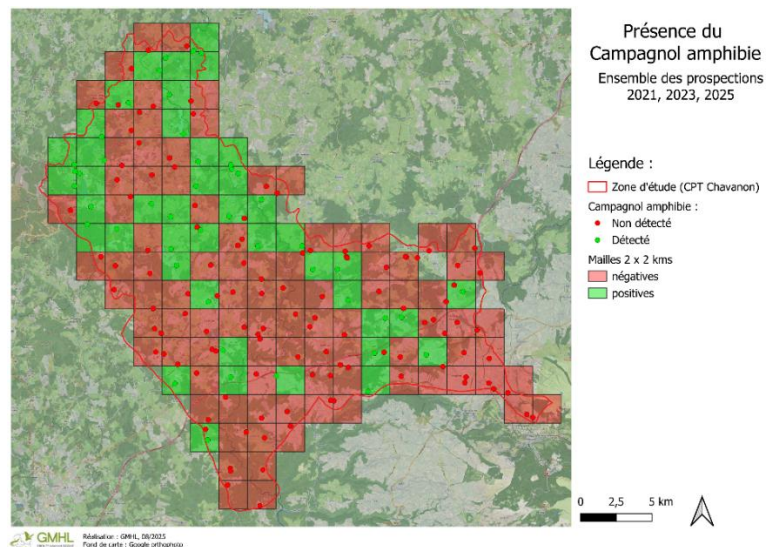 Présence du
Campagnol amphibie
Ensemble des prospections
2021, 2023, 2025
Légende :
Zone d'étude (CPT Chavanon)
Campagnol amphibie :
Non détecté
Détecté
Mailles 2 x 2 kms
négatives
positives
0 2,5 5 km
GMHL
Réalisation : GMHL, 08/2025
Fond de carte : Google orthophoto